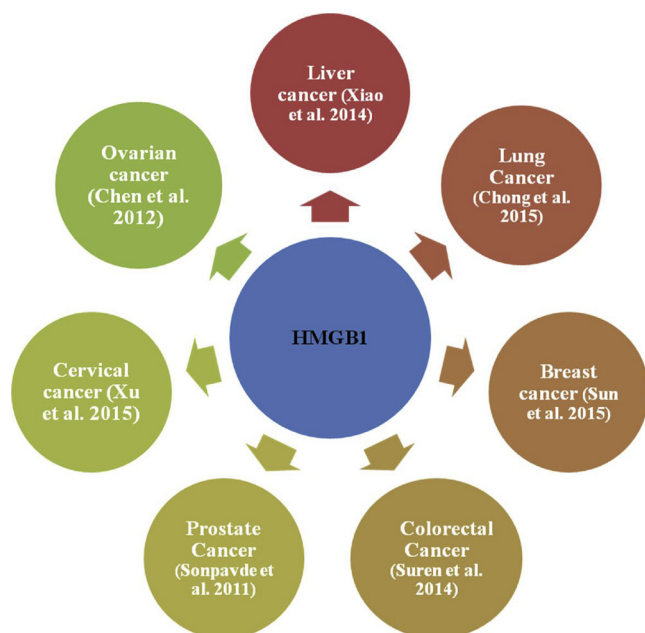 Liver
cancer (Xiao
et al. 2014)
Lung
Cancer
(Chong et al.
2015)
Breast
cancer (Sun
et al. 2015)
Colorectal
Cancer
(Suren et al.
2014)
Prostate
Cancer
(Sonpavde et
al. 2011)
Cervical
cancer (Xu
et al. 2015)
Ovarian
cancer
(Chen et al.
2012)
HMGB1